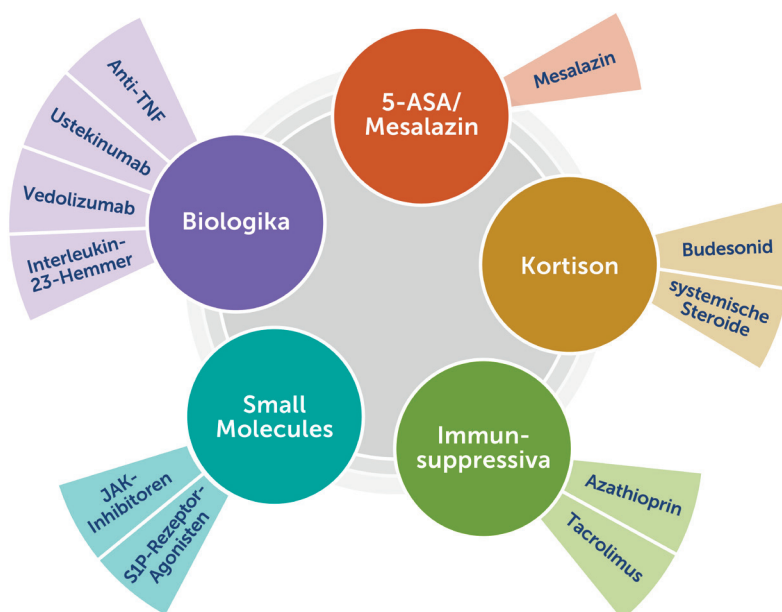 5-ASA/
Mesalazin
Mesalazin
Kortison
Budesonid
systemische
Steroide
Immun-
suppressiva
Azathioprin
Tacrolimus
Small
Molecules
JAK-
Inhibitoren
S1P-Rezeptor-
Agonisten
Biologika
Anti-TNF
Ustekinumab
Vedolizumab
Interleukin-
23-Hemmer